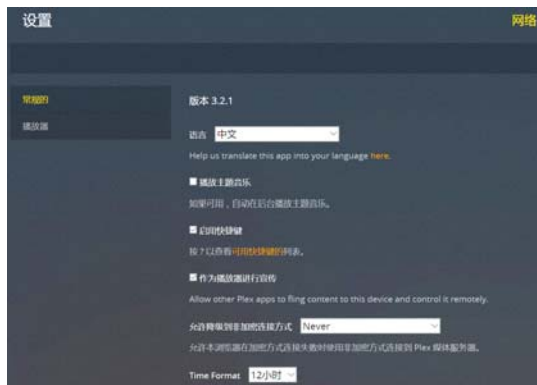 设置
网络
常规的
播放器
版本 3.2.1
语言 中文
Help us translate this app into your language here.
播放主题音乐
如果可用，自动在后台播放主题音乐。
启用快捷键
按 ? 以查看可用快捷键的列表。
作为播放器进行宣传
Allow other Plex apps to fling content to this device and control it remotely.
允许降级到非加密连接方式 Never
允许本浏览器在加密方式连接失败时使用非加密方式连接到 Plex 媒体服务器。
Time Format 12小时